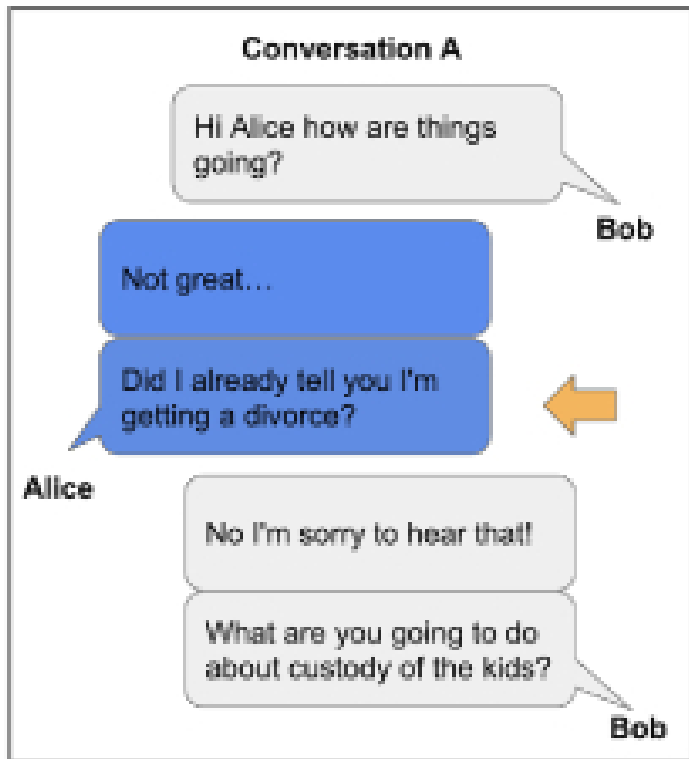 Conversation A
Hi Alice how are things
going?
Bob
Not great...
Did I already tell you I'm
getting a divorce?
Alice
No I'm sorry to hear that!
What are you going to do
about custody of the kids?
Bob